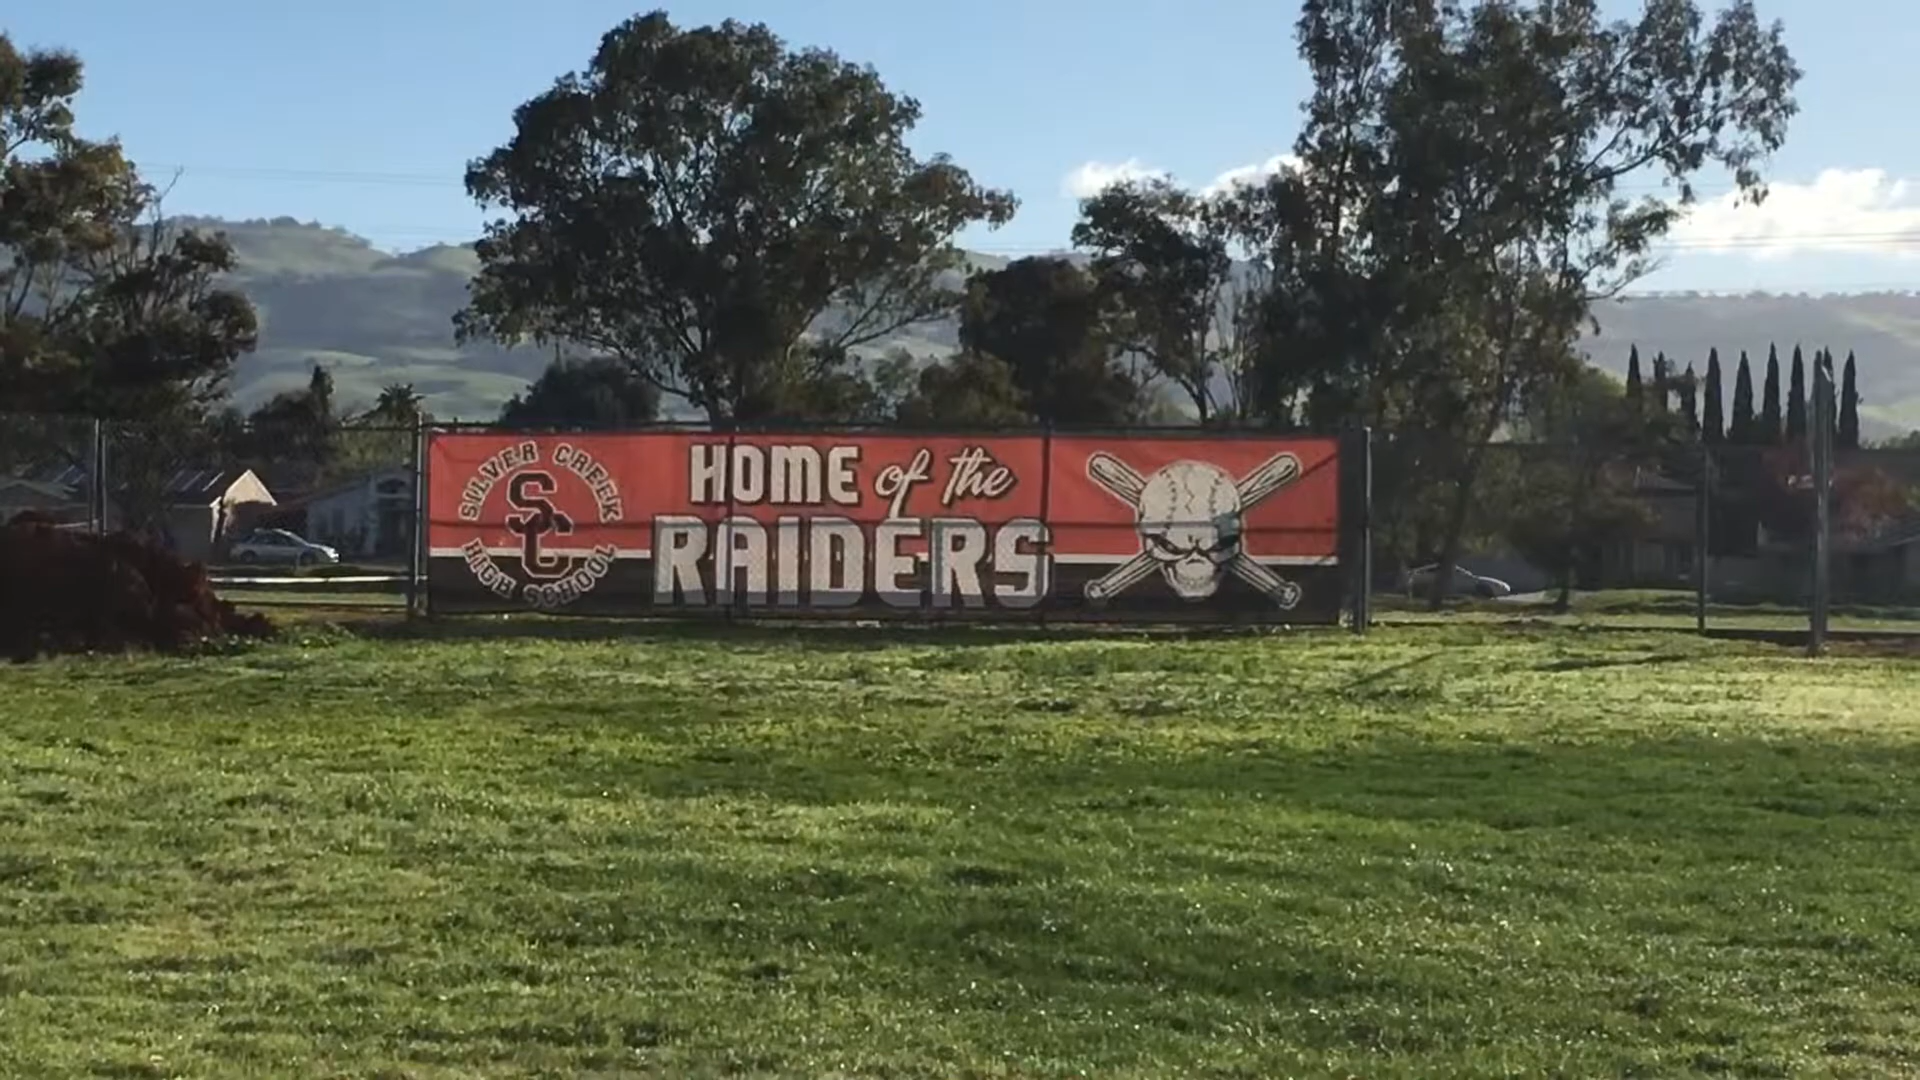 SILVER CREEK
SC
HIGH SCHOOL
HOME of the
RAIDERS